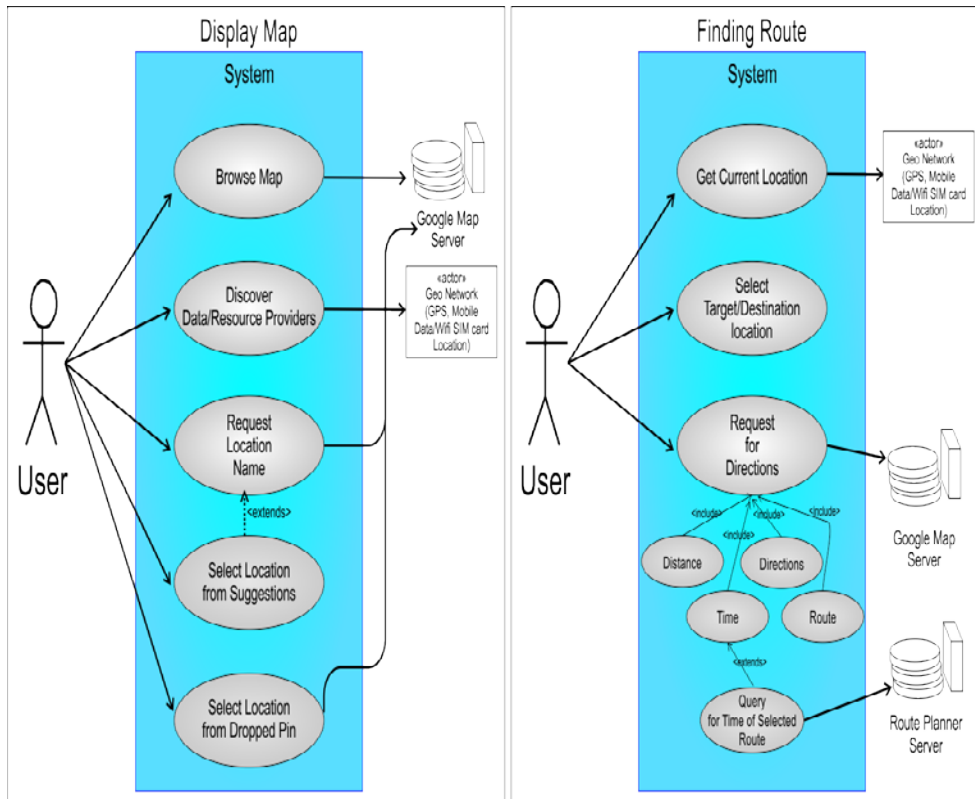 Display Map
System
Browse Map
Google Map
Server
Discover
Data/Resource Providers
«actor»
Geo Network
(GPS, Mobile
Data/Wifi SIM card
Location)
Request
Location
Name
User
<extends>
Select Location
from Suggestions
Select Location
from Dropped Pin
Finding Route
System
Get Current Location
«actor»
Geo Network
(GPS, Mobile
Data/Wifi SIM card
Location)
Select
Target/Destination
location
Request
for
Directions
User
Google Map
Server
<include>
<include>
<include>
<include>
Distance
Directions
Time
Route
<extends>
Query
for Time of Selected
Route
Route Planner
Server